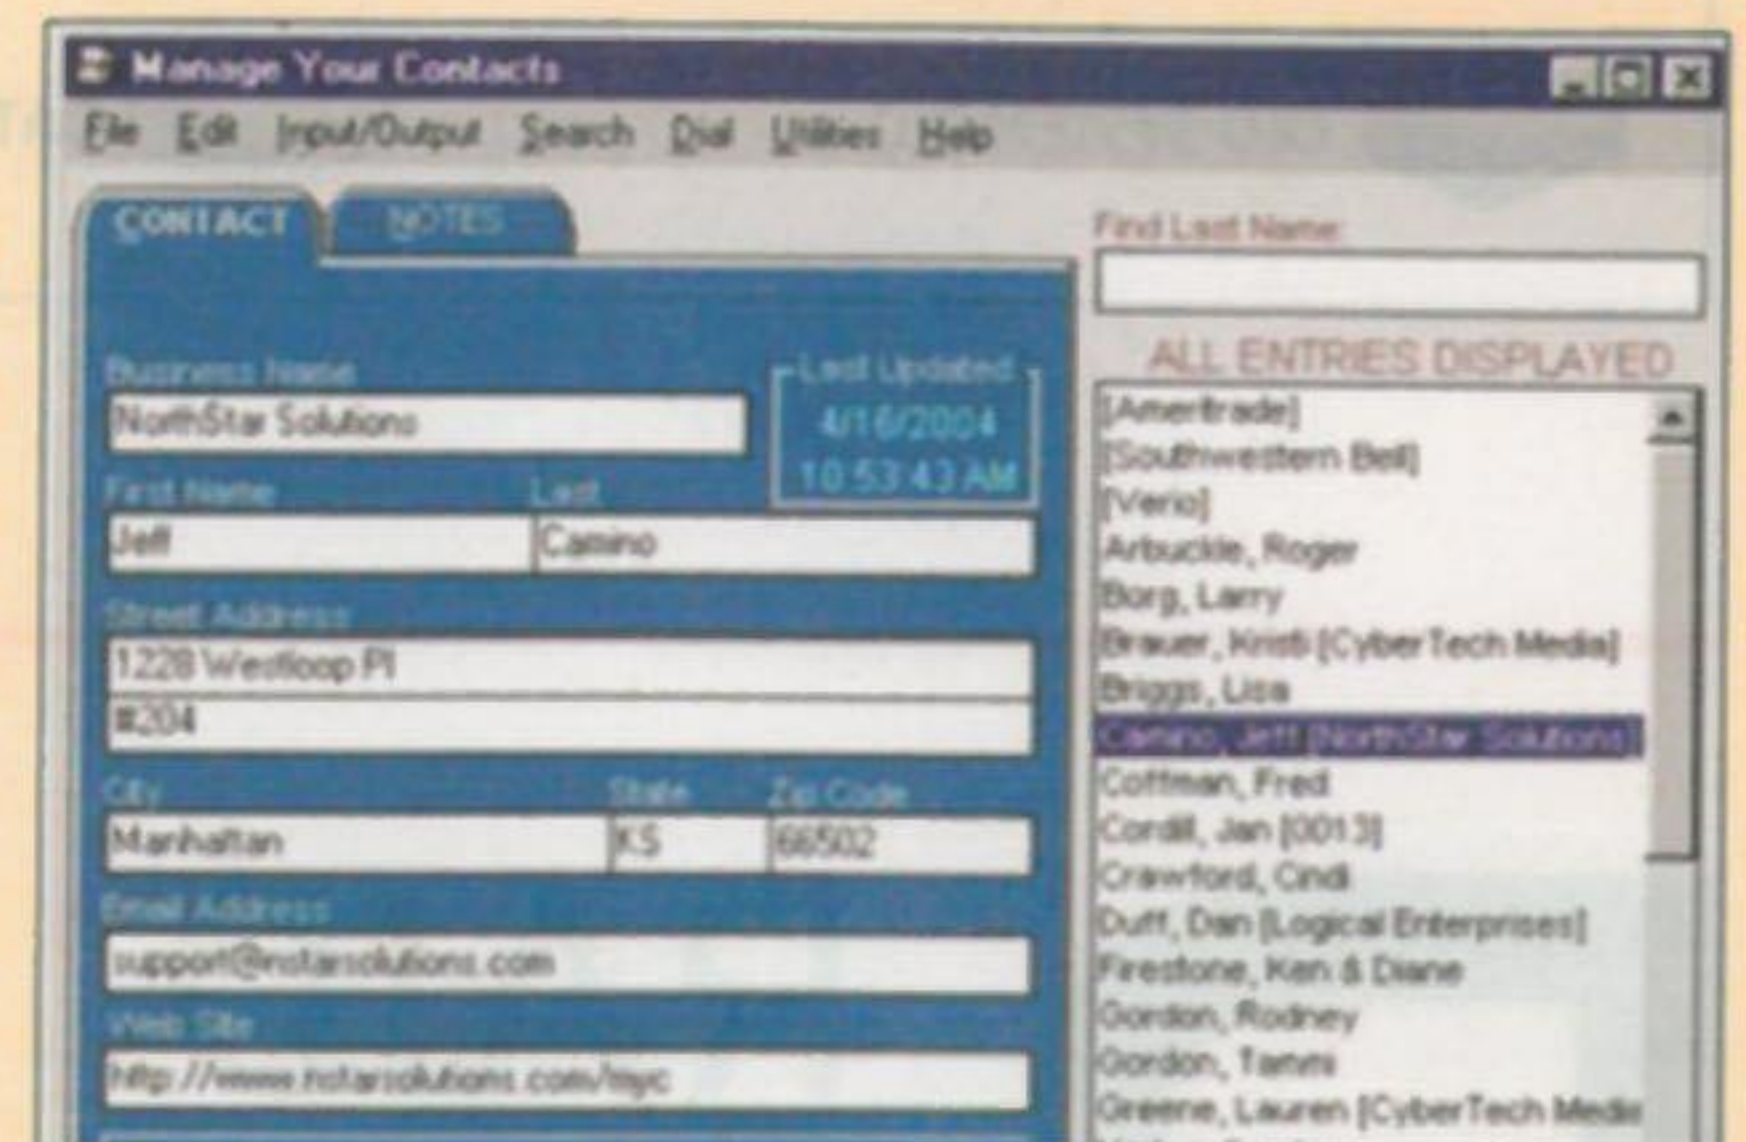 Manage Your Contacts
File Edit Input/Output Search Dial Utilities Help
CONTACT NOTES
Find Last Name:
ALL ENTRIES DISPLAYED
Business Name
NorthStar Solutions
Last Updated
4/16/2004
10:53:43 AM
First Name Last
Jeff Camino
Street Address
1228 Westloop Pl
#204
City State Zip Code
Manhattan KS 66502
Email Address
support@nstarsolutions.com
Web Site
http://www.nstarsolutions.com/myc
[Ameritrade]
[Southwestern Bell]
[Verio]
Arbuckle, Roger
Borg, Larry
Brauer, Kristi [CyberTech Media]
Briggs, Lisa
Camino, Jeff [NorthStar Solutions]
Coffman, Fred
Cordill, Jan [0013]
Crawford, Cindi
Duff, Dan [Logical Enterprises]
Firestone, Ken & Diane
Gordon, Rodney
Gordon, Tammi
Greene, Lauren [CyberTech Media